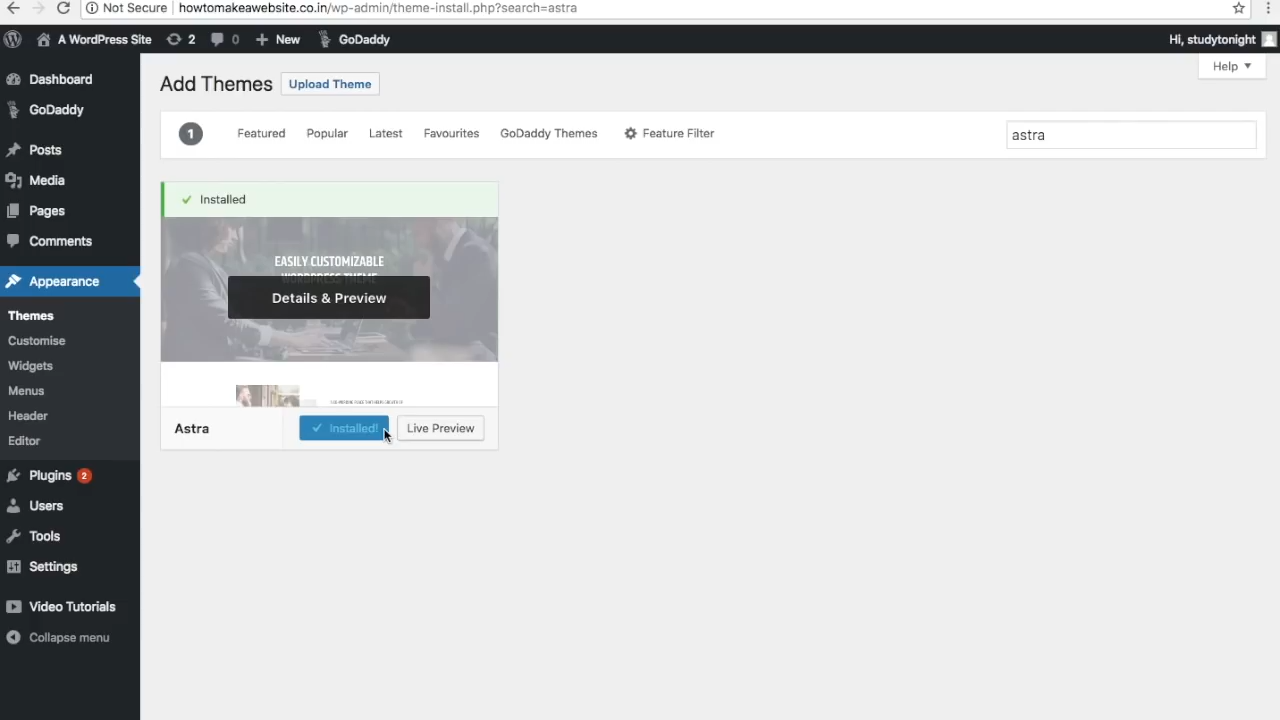 Not Secure howtomakeawebsite.co.in/wp-admin/theme-install.php?search=astra
A WordPress Site 2 0 New GoDaddy Hi, studytonight
Help
Dashboard
GoDaddy
Posts
Media
Pages
Comments
Appearance
Themes
Customise
Widgets
Menus
Header
Editor
Plugins 2
Users
Tools
Settings
Video Tutorials
Collapse menu
Add Themes Upload Theme
1 Featured Popular Latest Favourites GoDaddy Themes Feature Filter astra
Installed
EASILY CUSTOMIZABLE
WORDPRESS THEME
Details & Preview
Astra Installed! Live Preview